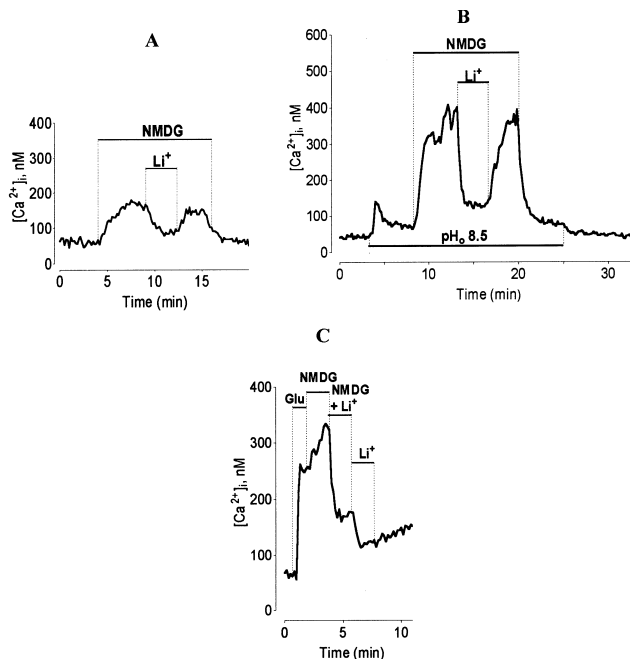 A
NMDG
Li+
400
300
200
100
0
[Ca2+]i, nM
0 5 10 15
Time (min)
B
NMDG
Li+
600
500
400
300
200
100
0
[Ca2+]i, nM
pHo 8.5
0 10 20 30
Time (min)
C
NMDG
Glu
NMDG
+ Li+
Li+
400
300
200
100
0
[Ca2+]i, nM
0 5 10
Time (min)